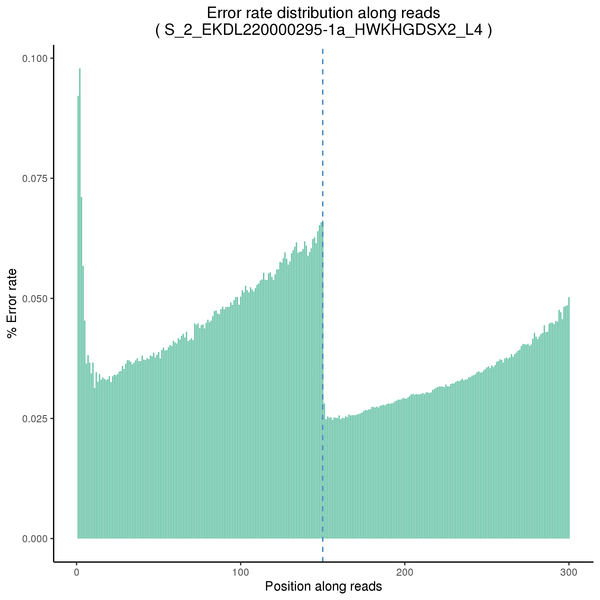 Error rate distribution along reads
( S_2_EKDL220000295-1a_HWKHGDSX2_L4 )
% Error rate
0.100
0.075
0.050
0.025
0.000
0
100
200
300
Position along reads